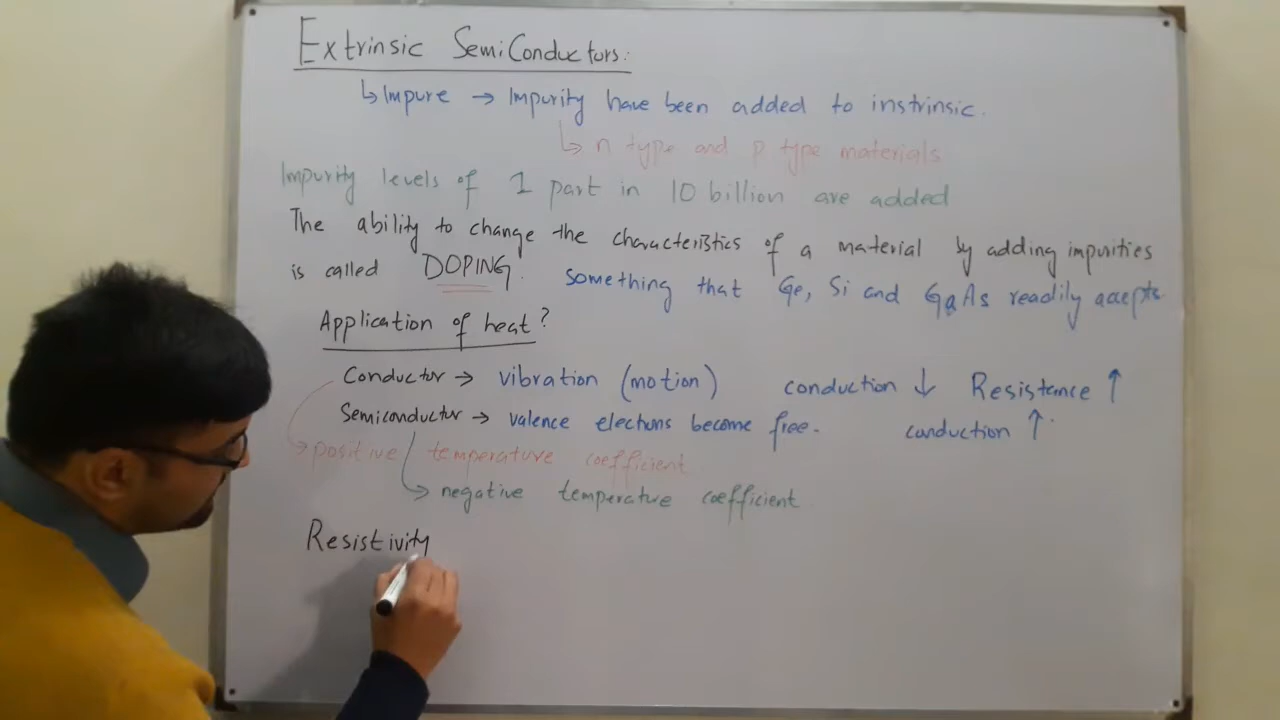 Extrinsic SemiConductors:
↳ Impure → Impurity have been added to instrinsic.
↳ n type and p type materials
Impurity levels of 1 part in 10 billion are added
The ability to change the characteristics of a material by adding impurities
is called DOPING. something that Ge, Si and GaAs readily accepts
Application of heat?
Conductor → vibration (motion) conduction ↓ Resistance ↑
Semiconductor → valence electrons become free. conduction ↑.
→ positive temperature coefficient
→ negative temperature coefficient
Resistivity